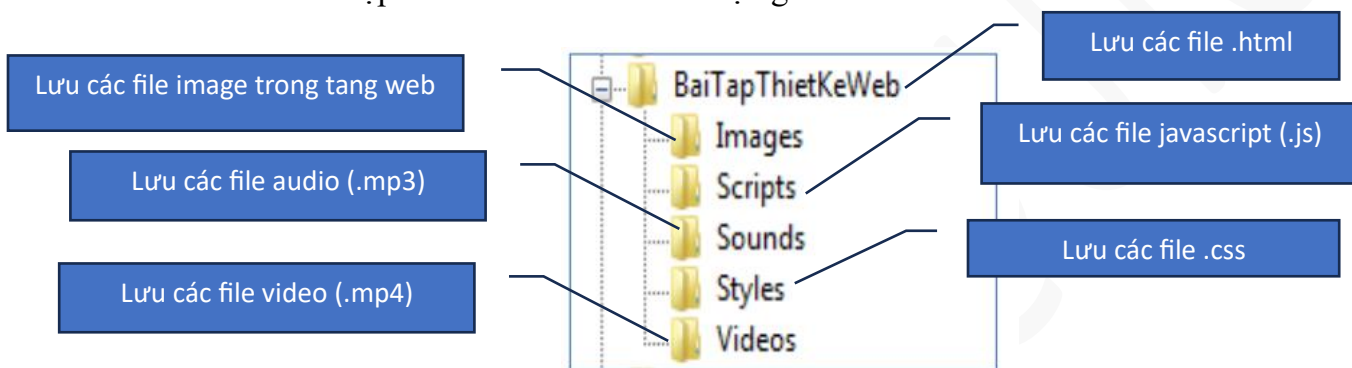 Lưu các file .html
Lưu các file image trong tang web
BaiTapThietKeWeb
Images
Lưu các file javascript (.js)
Lưu các file audio (.mp3)
Scripts
Sounds
Lưu các file .css
Lưu các file video (.mp4)
Styles
Videos